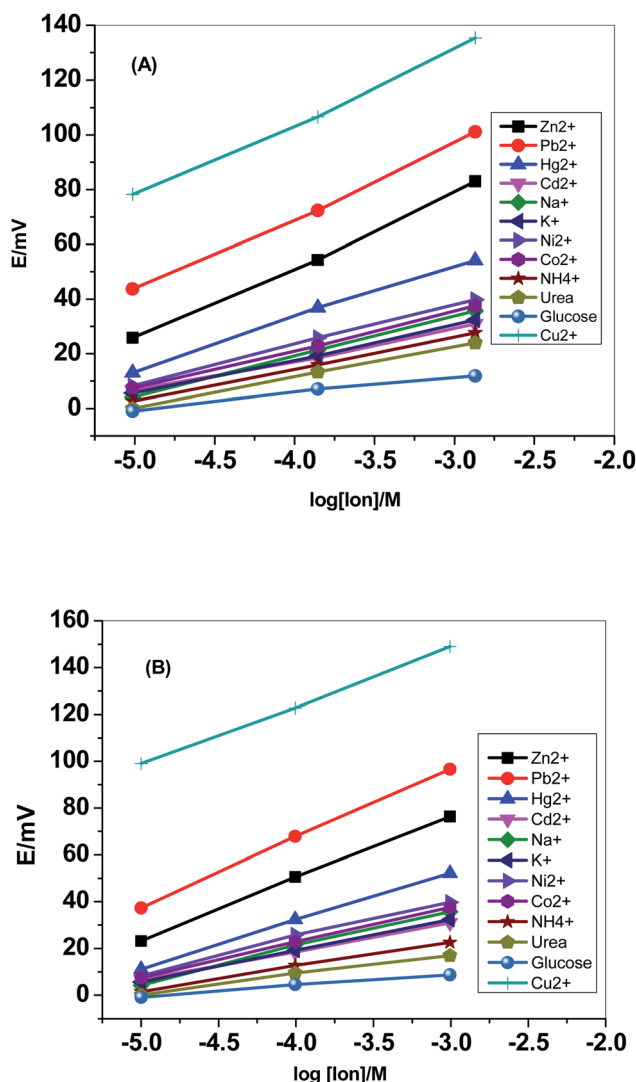 140
(A)
120
100
80
60
40
20
0
E/mV
Zn2+
Pb2+
Hg2+
Cd2+
Na+
K+
Ni2+
Co2+
NH4+
Urea
Glucose
Cu2+
-5.0 -4.5 -4.0 -3.5 -3.0 -2.5 -2.0
log[Ion]/M
160
(B)
140
120
100
80
60
40
20
0
E/mV
Zn2+
Pb2+
Hg2+
Cd2+
Na+
K+
Ni2+
Co2+
NH4+
Urea
Glucose
Cu2+
-5.0 -4.5 -4.0 -3.5 -3.0 -2.5 -2.0
log [Ion]/M